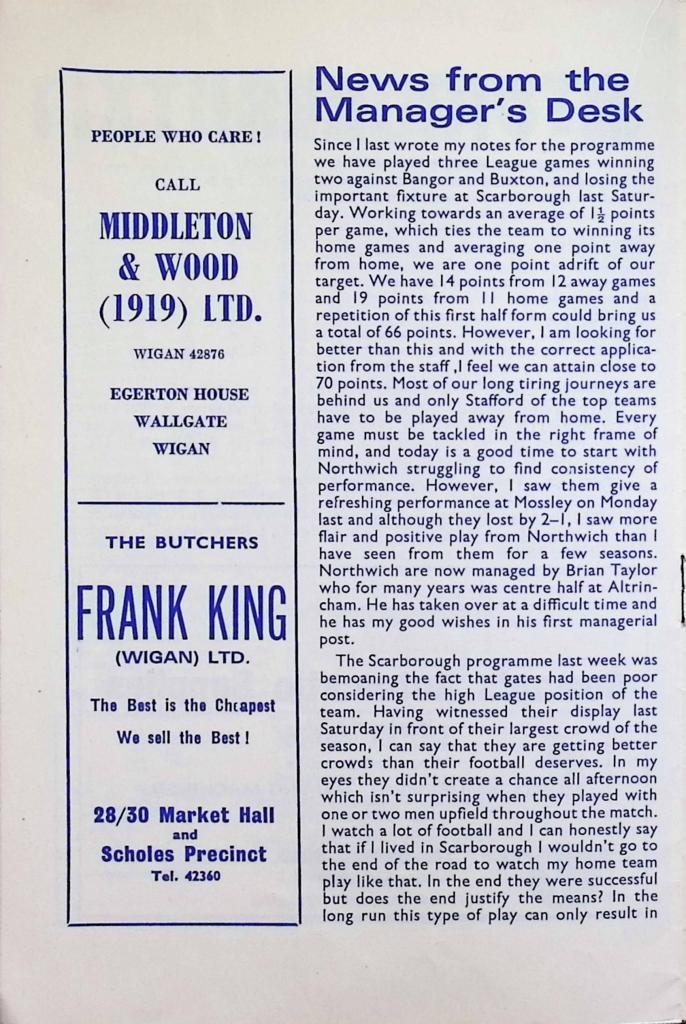 PEOPLE WHO CARE!
CALL
MIDDLETON
& WOOD
(1919) LTD.
WIGAN 42876
EGERTON HOUSE
WALLGATE
WIGAN
THE BUTCHERS
FRANK KING
(WIGAN) LTD.
The Best is the Cheapest
We sell the Best!
28/30 Market Hall
and
Scholes Precinct
Tel. 42360
News from the
Manager's Desk
Since I last wrote my notes for the programme
we have played three League games winning
two against Bangor and Buxton, and losing the
important fixture at Scarborough last Satur-
day. Working towards an average of 1½ points
per game, which ties the team to winning its
home games and averaging one point away
from home, we are one point adrift of our
target. We have 14 points from 12 away games
and 19 points from 11 home games and a
repetition of this first half form could bring us
a total of 66 points. However, I am looking for
better than this and with the correct applica-
tion from the staff ,I feel we can attain close to
70 points. Most of our long tiring journeys are
behind us and only Stafford of the top teams
have to be played away from home. Every
game must be tackled in the right frame of
mind, and today is a good time to start with
Northwich struggling to find consistency of
performance. However, I saw them give a
refreshing performance at Mossley on Monday
last and although they lost by 2–1, I saw more
flair and positive play from Northwich than I
have seen from them for a few seasons.
Northwich are now managed by Brian Taylor
who for many years was centre half at Altrin-
cham. He has taken over at a difficult time and
he has my good wishes in his first managerial
post.
The Scarborough programme last week was
bemoaning the fact that gates had been poor
considering the high League position of the
team. Having witnessed their display last
Saturday in front of their largest crowd of the
season, I can say that they are getting better
crowds than their football deserves. In my
eyes they didn't create a chance all afternoon
which isn't surprising when they played with
one or two men upfield throughout the match.
I watch a lot of football and I can honestly say
that if I lived in Scarborough I wouldn't go to
the end of the road to watch my home team
play like that. In the end they were successful
but does the end justify the means? In the
long run this type of play can only result in